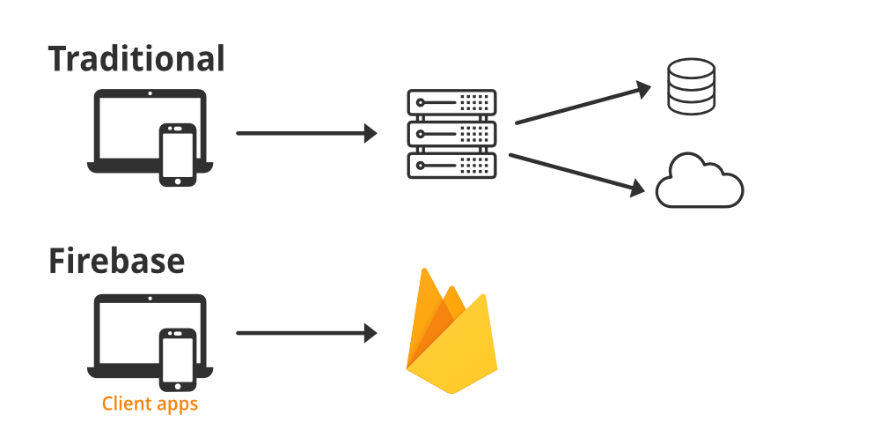 Traditional
Firebase
Client apps